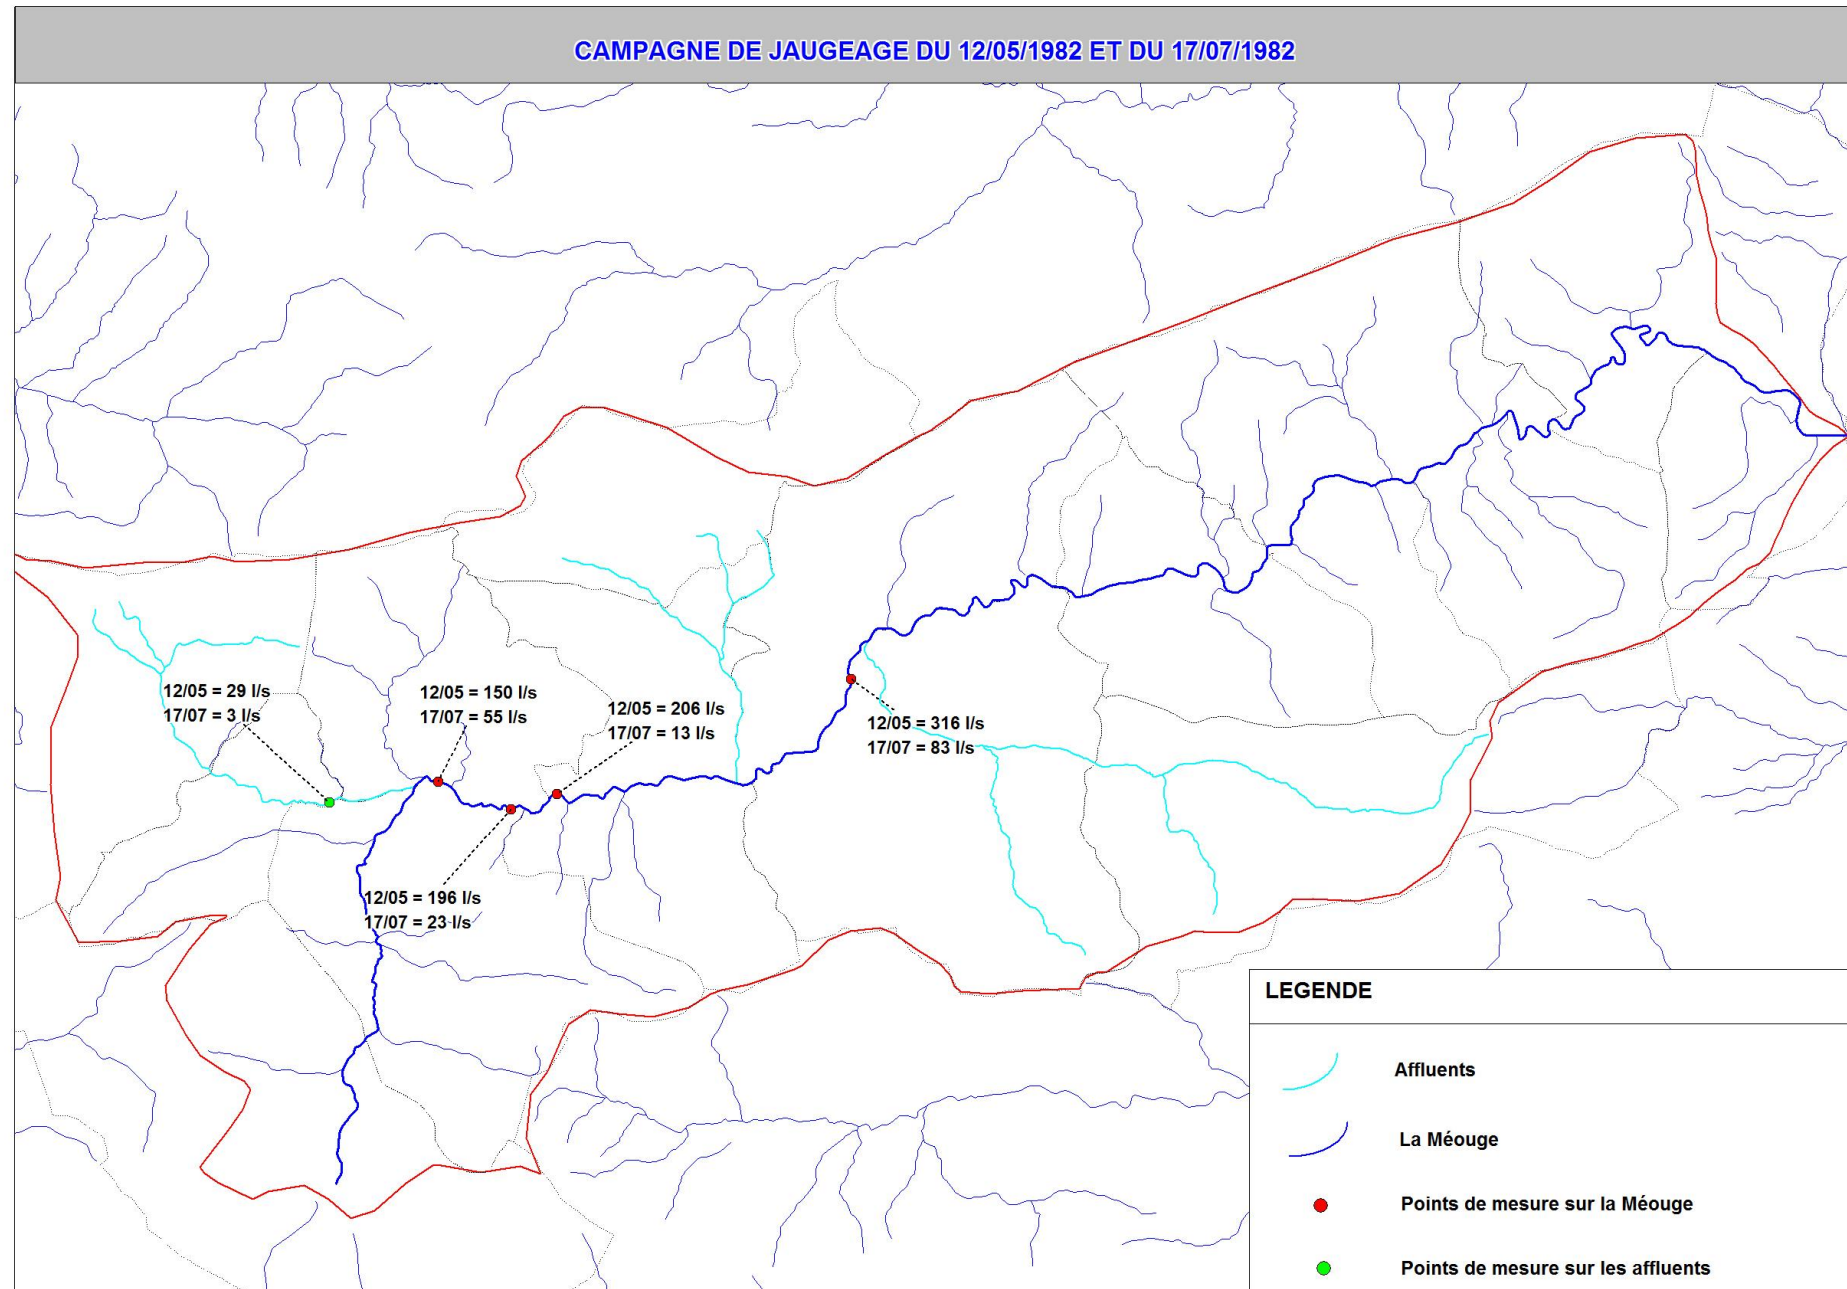 CAMPAGNE DE JAUGEAGE DU 12/05/1982 ET DU 17/07/1982
12/05 = 29 l/s
17/07 = 3 l/s
12/05 = 150 l/s
17/07 = 55 l/s
12/05 = 206 l/s
17/07 = 13 l/s
12/05 = 316 l/s
17/07 = 83 l/s
12/05 = 196 l/s
17/07 = 23 l/s
LEGENDE
Affluents
La Méouge
Points de mesure sur la Méouge
Points de mesure sur les affluents